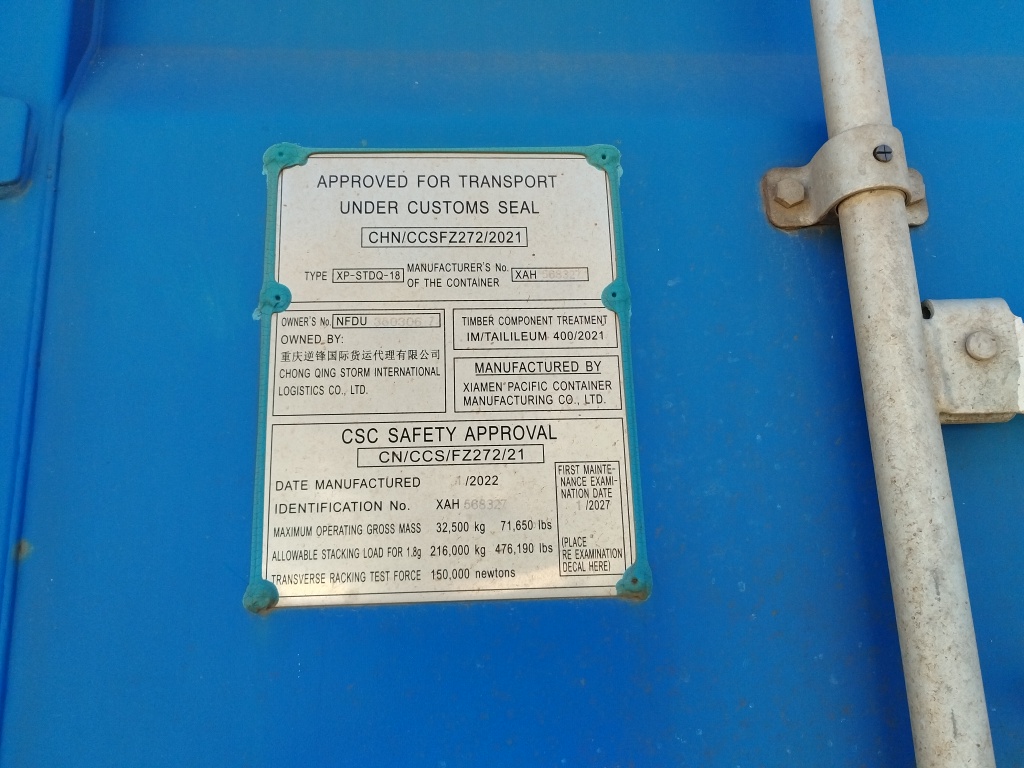 APPROVED FOR TRANSPORT
UNDER CUSTOMS SEAL
CHN/CCSFZ272/2021
TYPE XP-STDQ-18 MANUFACTURER'S No. OF THE CONTAINER XAH
OWNER'S No. NFDU
OWNED BY:
重庆逆锋国际货运代理有限公司
CHONG QING STORM INTERNATIONAL
LOGISTICS CO., LTD.
TIMBER COMPONENT TREATMENT
IM/TAILILEUM 400/2021
MANUFACTURED BY
XIAMEN PACIFIC CONTAINER
MANUFACTURING CO., LTD.
CSC SAFETY APPROVAL
CN/CCS/FZ272/21
DATE MANUFACTURED 1/2022
IDENTIFICATION No. XAH
MAXIMUM OPERATING GROSS MASS 32,500 kg 71,650 lbs
ALLOWABLE STACKING LOAD FOR 1.8g 216,000 kg 476,190 lbs
TRANSVERSE RACKING TEST FORCE 150,000 newtons
FIRST MAINTE-
NANCE EXAMI-
NATION DATE
1/2027
(PLACE
RE EXAMINATION
DECAL HERE)